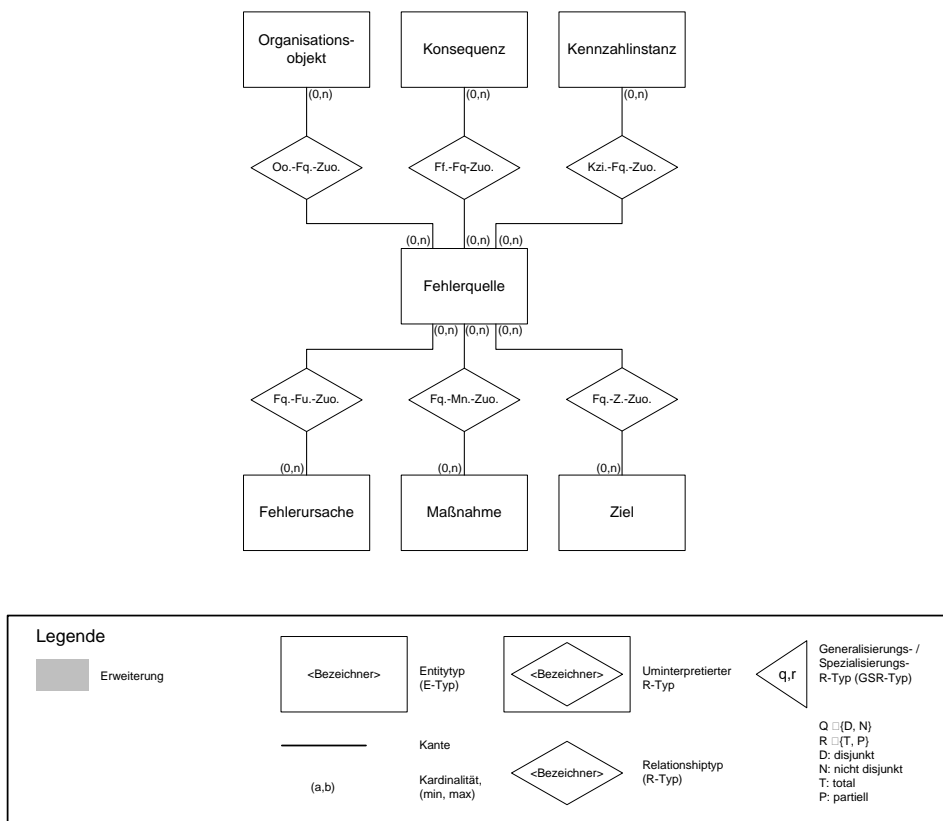 Organisations-
objekt
Konsequenz
Kennzahlinstanz
(0,n)
(0,n)
(0,n)
Oo.-Fq.-Zuo.
Ff.-Fq-Zuo.
Kzi.-Fq.-Zuo.
(0,n)
(0,n)
(0,n)
Fehlerquelle
(0,n)
(0,n)
(0,n)
Fq.-Fu.-Zuo.
Fq.-Mn.-Zuo.
Fq.-Z.-Zuo.
(0,n)
(0,n)
(0,n)
Fehlerursache
Maßnahme
Ziel
Legende
Erweiterung
<Bezeichner>
Entitytyp
(E-Typ)
<Bezeichner>
Uminterpretierter
R-Typ
q,r
Generalisierungs- /
Spezialisierungs-
R-Typ (GSR-Typ)
Kante
(a,b)
Kardinalität,
(min, max)
<Bezeichner>
Relationshiptyp
(R-Typ)
Q □{D, N}
R □{T, P}
D: disjunkt
N: nicht disjunkt
T: total
P: partiell